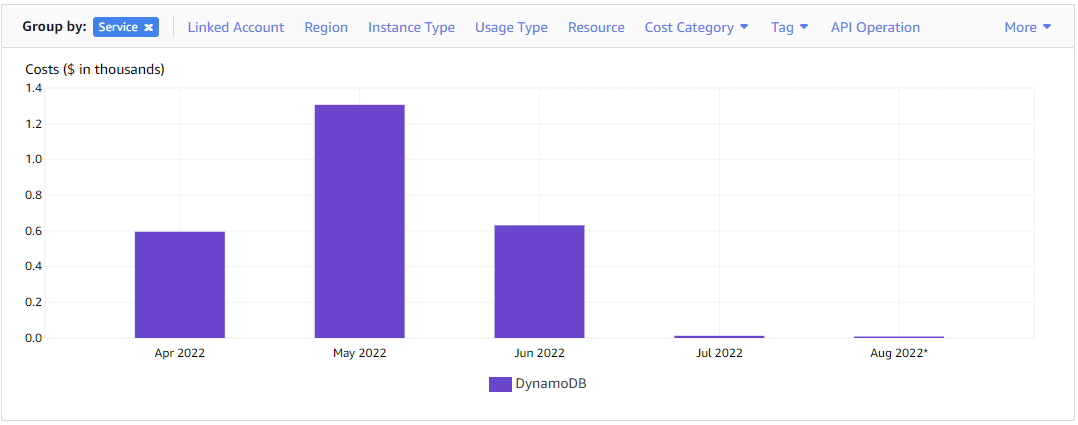 Group by: Service ✖ Linked Account Region Instance Type Usage Type Resource Cost Category Tag API Operation More
Costs ($ in thousands)
1.4
1.2
1.0
0.8
0.6
0.4
0.2
0.0
Apr 2022 May 2022 Jun 2022 Jul 2022 Aug 2022*
DynamoDB